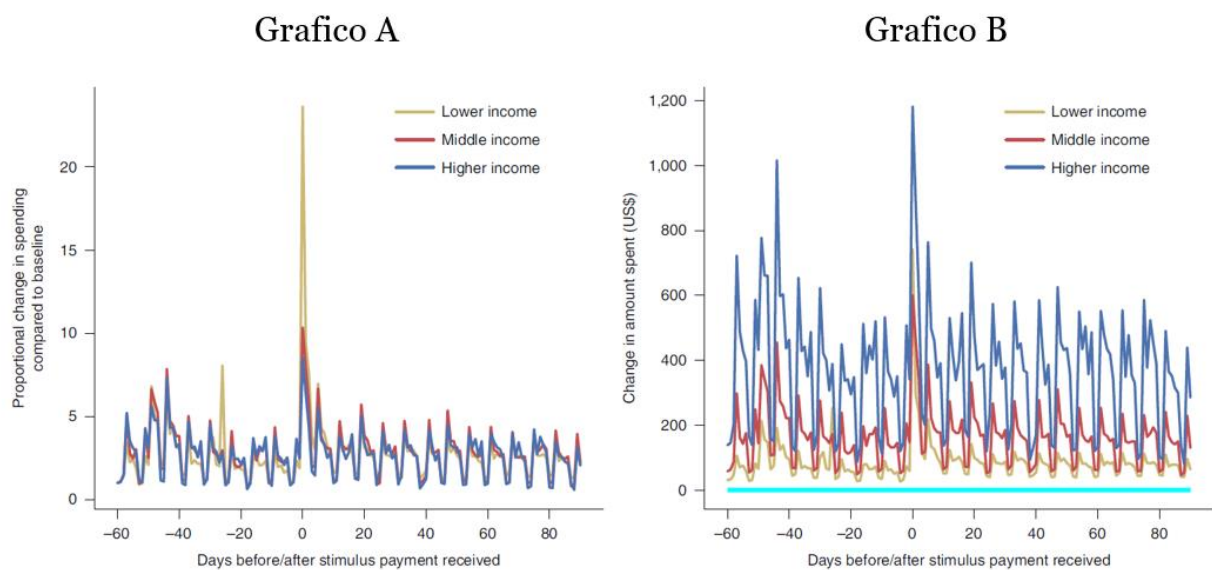 Grafico A
Lower income
Middle income
Higher income
20
15
10
5
0
Proportional change in spending
compared to baseline
−60
−40
−20
0
20
40
60
80
Days before/after stimulus payment received
Grafico B
Lower income
Middle income
Higher income
1,200
1,000
800
600
400
200
0
Change in amount spent (US$)
−60
−40
−20
0
20
40
60
80
Days before/after stimulus payment received